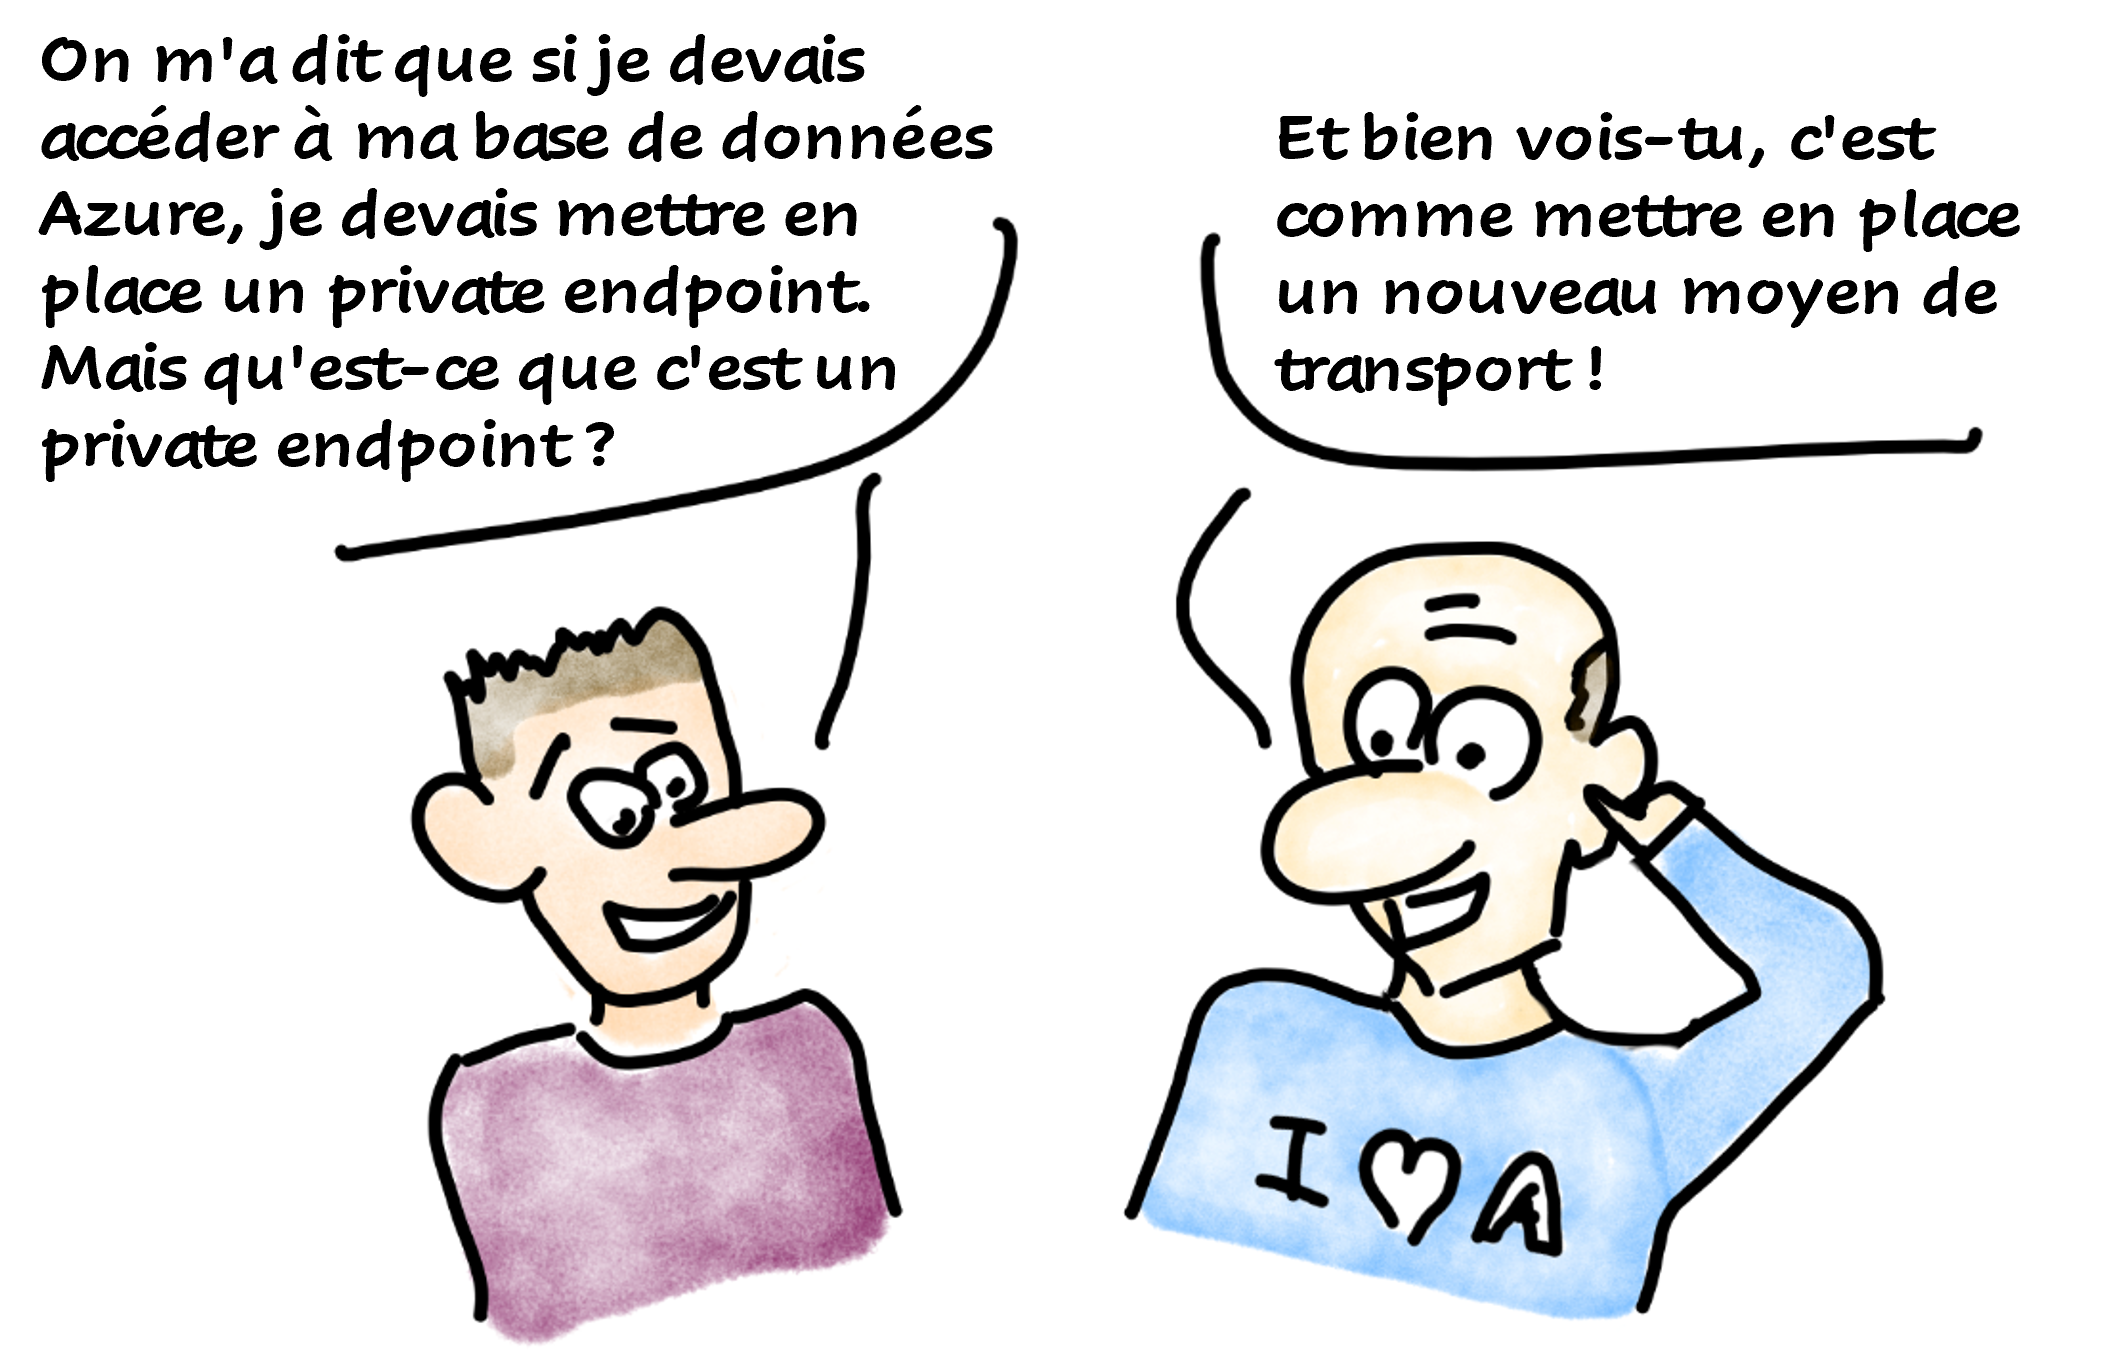 On m'a dit que si je devais
accéder à ma base de données
Azure, je devais mettre en
place un private endpoint.
Mais qu'est-ce que c'est un
private endpoint ?
Et bien vois-tu, c'est
comme mettre en place
un nouveau moyen de
transport !
I ♡ A